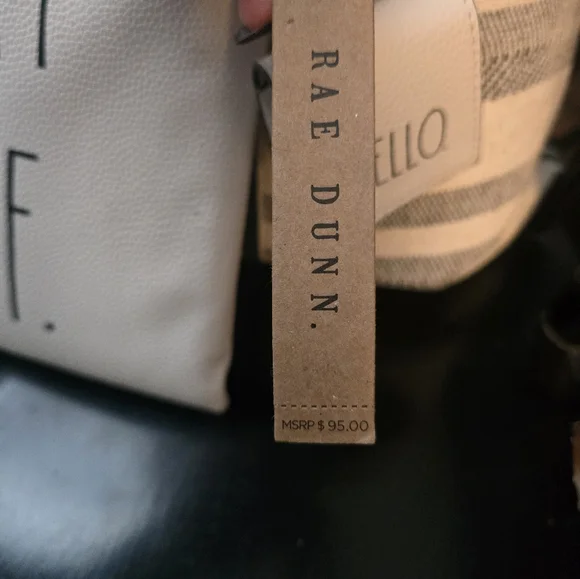 F.
ELLO
RAE DUNN.
MSRP $ 95.00